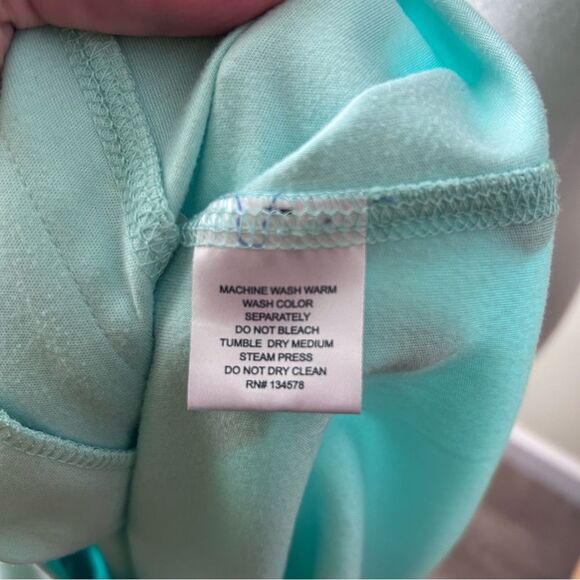 MACHINE WASH WARM
WASH COLOR
SEPARATELY
DO NOT BLEACH
TUMBLE DRY MEDIUM
STEAM PRESS
DO NOT DRY CLEAN
RN# 134578